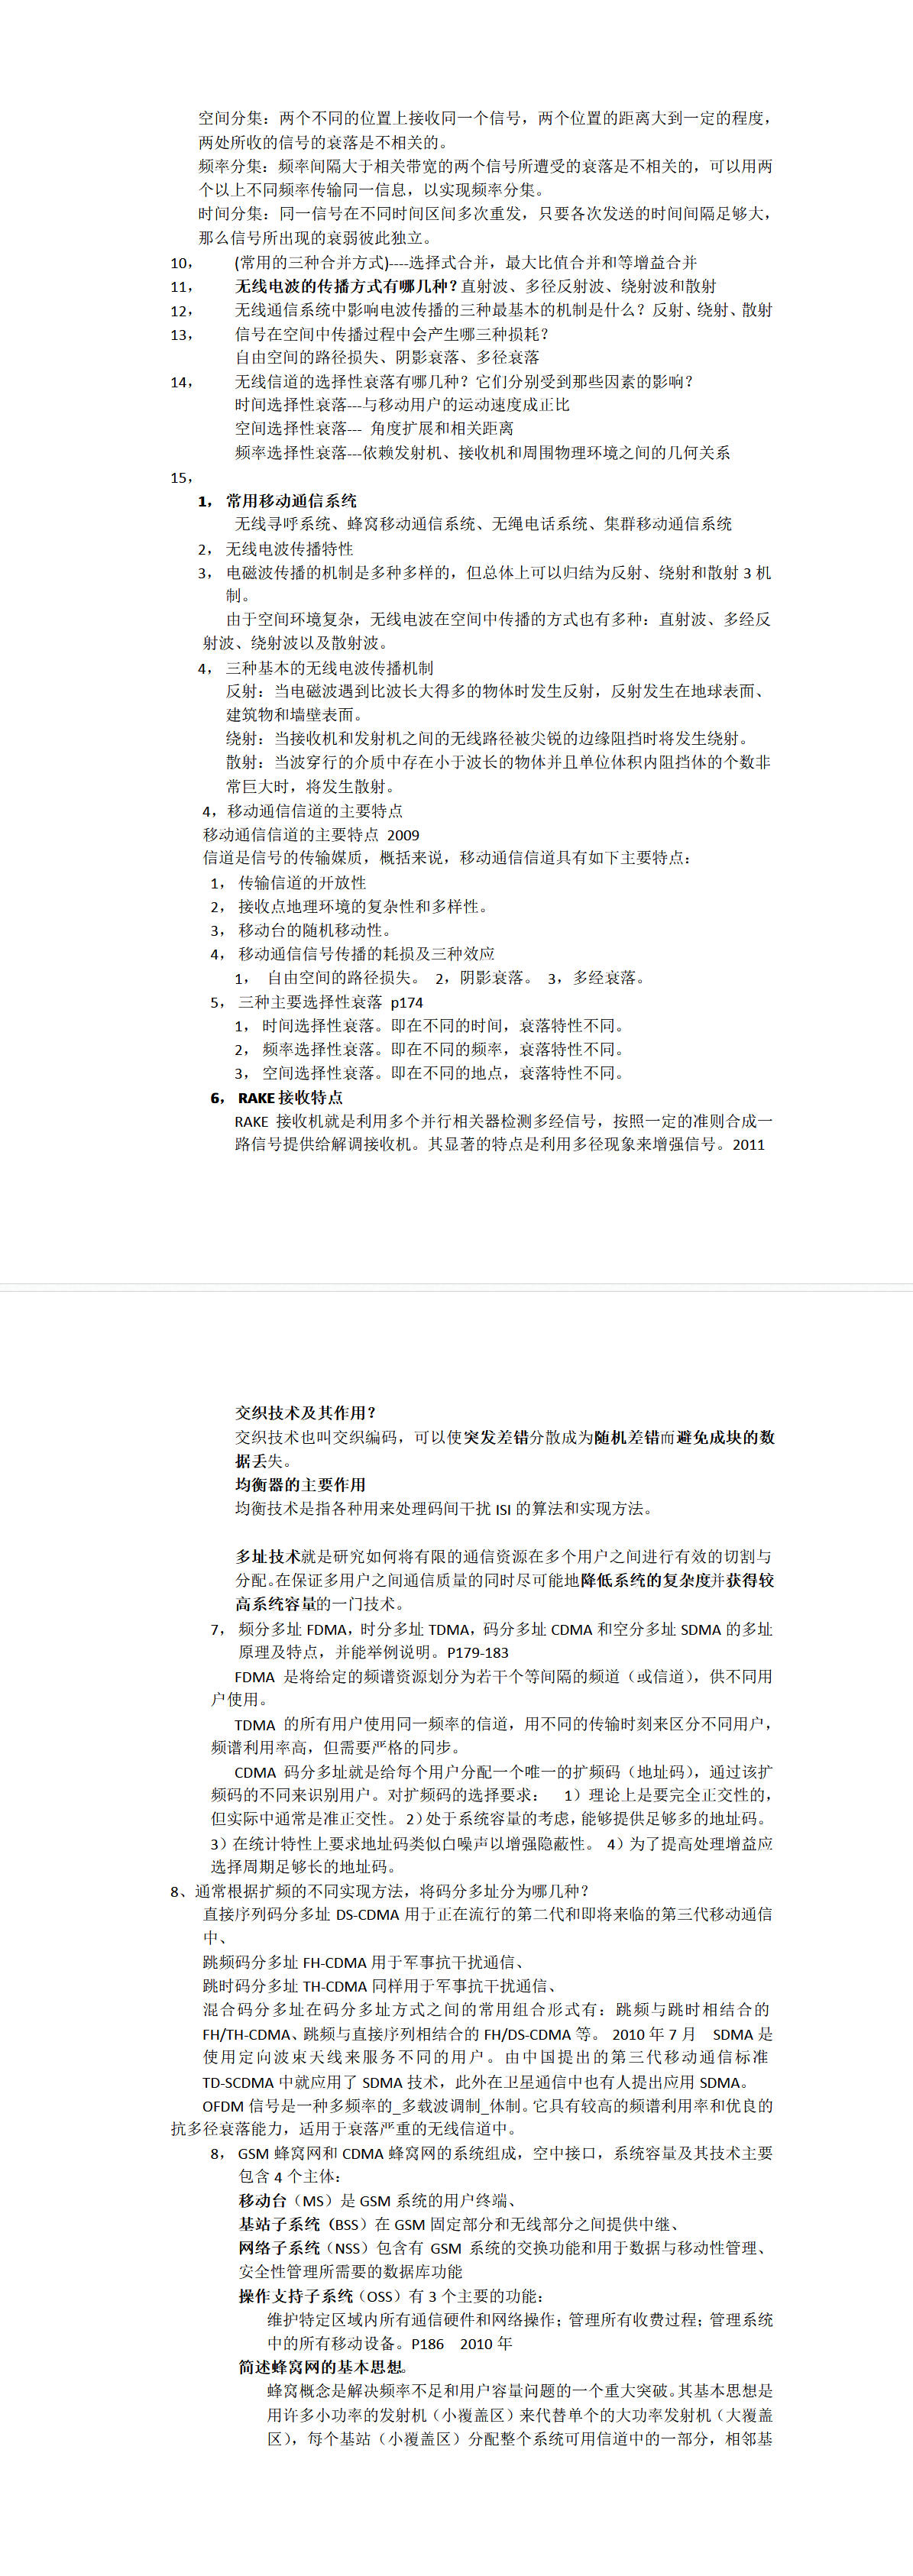 空间分集：两个不同的位置上接收同一个信号，两个位置的距离大到一定的程度，
两处所收的信号的衰落是不相关的。
频率分集：频率间隔大于相关带宽的两个信号所遭受的衰落是不相关的，可以用两
个以上不同频率传输同一信息，以实现频率分集。
时间分集：同一信号在不同时间区间多次重发，只要各次发送的时间间隔足够大，
那么信号所出现的衰弱彼此独立。
10， (常用的三种合并方式)----选择式合并，最大比值合并和等增益合并
11， 无线电波的传播方式有哪几种？直射波、多径反射波、绕射波和散射
12， 无线通信系统中影响电波传播的三种最基本的机制是什么？反射、绕射、散射
13， 信号在空间中传播过程中会产生哪三种损耗？
自由空间的路径损失、阴影衰落、多径衰落
14， 无线信道的选择性衰落有哪几种？它们分别受到那些因素的影响？
时间选择性衰落---与移动用户的运动速度成正比
空间选择性衰落--- 角度扩展和相关距离
频率选择性衰落---依赖发射机、接收机和周围物理环境之间的几何关系
15，
1， 常用移动通信系统
无线寻呼系统、蜂窝移动通信系统、无绳电话系统、集群移动通信系统
2， 无线电波传播特性
3， 电磁波传播的机制是多种多样的，但总体上可以归结为反射、绕射和散射 3 机
制。
由于空间环境复杂，无线电波在空间中传播的方式也有多种：直射波、多经反
射波、绕射波以及散射波。
4， 三种基本的无线电波传播机制
反射：当电磁波遇到比波长大得多的物体时发生反射，反射发生在地球表面、
建筑物和墙壁表面。
绕射：当接收机和发射机之间的无线路径被尖锐的边缘阻挡时将发生绕射。
散射：当波穿行的介质中存在小于波长的物体并且单位体积内阻挡体的个数非
常巨大时，将发生散射。
4，移动通信信道的主要特点
移动通信信道的主要特点 2009
信道是信号的传输媒质，概括来说，移动通信信道具有如下主要特点：
1， 传输信道的开放性
2， 接收点地理环境的复杂性和多样性。
3， 移动台的随机移动性。
4， 移动通信信号传播的耗损及三种效应
1， 自由空间的路径损失。 2，阴影衰落。 3，多经衰落。
5， 三种主要选择性衰落 p174
1， 时间选择性衰落。即在不同的时间，衰落特性不同。
2， 频率选择性衰落。即在不同的频率，衰落特性不同。
3， 空间选择性衰落。即在不同的地点，衰落特性不同。
6， RAKE 接收特点
RAKE 接收机就是利用多个并行相关器检测多经信号，按照一定的准则合成一
路信号提供给解调接收机。其显著的特点是利用多径现象来增强信号。2011
交织技术及其作用？
交织技术也叫交织编码，可以使突发差错分散成为随机差错而避免成块的数
据丢失。
均衡器的主要作用
均衡技术是指各种用来处理码间干扰 ISI 的算法和实现方法。
多址技术就是研究如何将有限的通信资源在多个用户之间进行有效的切割与
分配。在保证多用户之间通信质量的同时尽可能地降低系统的复杂度并获得较
高系统容量的一门技术。
7， 频分多址 FDMA，时分多址 TDMA，码分多址 CDMA 和空分多址 SDMA 的多址
原理及特点，并能举例说明。P179-183
FDMA 是将给定的频谱资源划分为若干个等间隔的频道（或信道），供不同用
户使用。
TDMA 的所有用户使用同一频率的信道，用不同的传输时刻来区分不同用户，
频谱利用率高，但需要严格的同步。
CDMA 码分多址就是给每个用户分配一个唯一的扩频码（地址码），通过该扩
频码的不同来识别用户。对扩频码的选择要求： 1）理论上是要完全正交性的，
但实际中通常是准正交性。 2）处于系统容量的考虑，能够提供足够多的地址码。
3）在统计特性上要求地址码类似白噪声以增强隐蔽性。 4）为了提高处理增益应
选择周期足够长的地址码。
8、通常根据扩频的不同实现方法，将码分多址分为哪几种？
直接序列码分多址 DS-CDMA 用于正在流行的第二代和即将来临的第三代移动通信
中、
跳频码分多址 FH-CDMA 用于军事抗干扰通信、
跳时码分多址 TH-CDMA 同样用于军事抗干扰通信、
混合码分多址在码分多址方式之间的常用组合形式有：跳频与跳时相结合的
FH/TH-CDMA、跳频与直接序列相结合的 FH/DS-CDMA 等。 2010 年 7 月 SDMA 是
使用定向波束天线来服务不同的用户。由中国提出的第三代移动通信标准
TD-SCDMA 中就应用了 SDMA 技术，此外在卫星通信中也有人提出应用 SDMA。
OFDM 信号是一种多频率的_多载波调制_体制。它具有较高的频谱利用率和优良的
抗多径衰落能力，适用于衰落严重的无线信道中。
8， GSM 蜂窝网和 CDMA 蜂窝网的系统组成，空中接口，系统容量及其技术主要
包含 4 个主体：
移动台（MS）是 GSM 系统的用户终端、
基站子系统（BSS）在 GSM 固定部分和无线部分之间提供中继、
网络子系统（NSS）包含有 GSM 系统的交换功能和用于数据与移动性管理、
安全性管理所需要的数据库功能
操作支持子系统（OSS）有 3 个主要的功能：
维护特定区域内所有通信硬件和网络操作；管理所有收费过程；管理系统
中的所有移动设备。P186 2010 年
简述蜂窝网的基本思想。
蜂窝概念是解决频率不足和用户容量问题的一个重大突破。其基本思想是
用许多小功率的发射机（小覆盖区）来代替单个的大功率发射机（大覆盖
区），每个基站（小覆盖区）分配整个系统可用信道中的一部分，相邻基